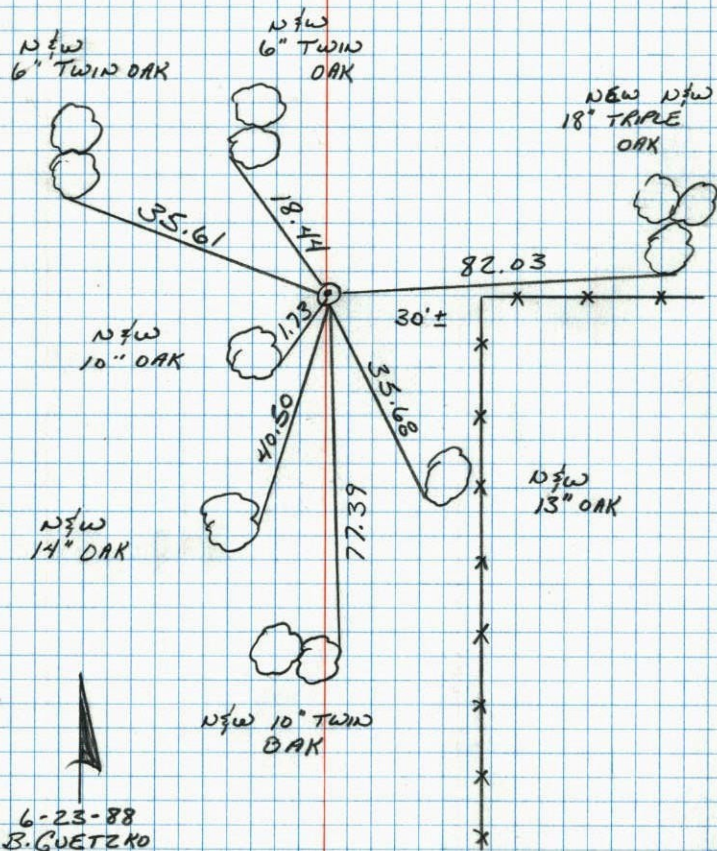 N&W
6" TWIN OAK
N&W
6" TWIN
OAK
NEW N&W
18" TRIPLE
OAK
35.61
18.44
82.03
30'±
1.73
N&W
10" OAK
35.68
40.50
77.39
N&W
13" OAK
N&W
14" OAK
N&W 10" TWIN
OAK
6-23-88
B. GUETZKO